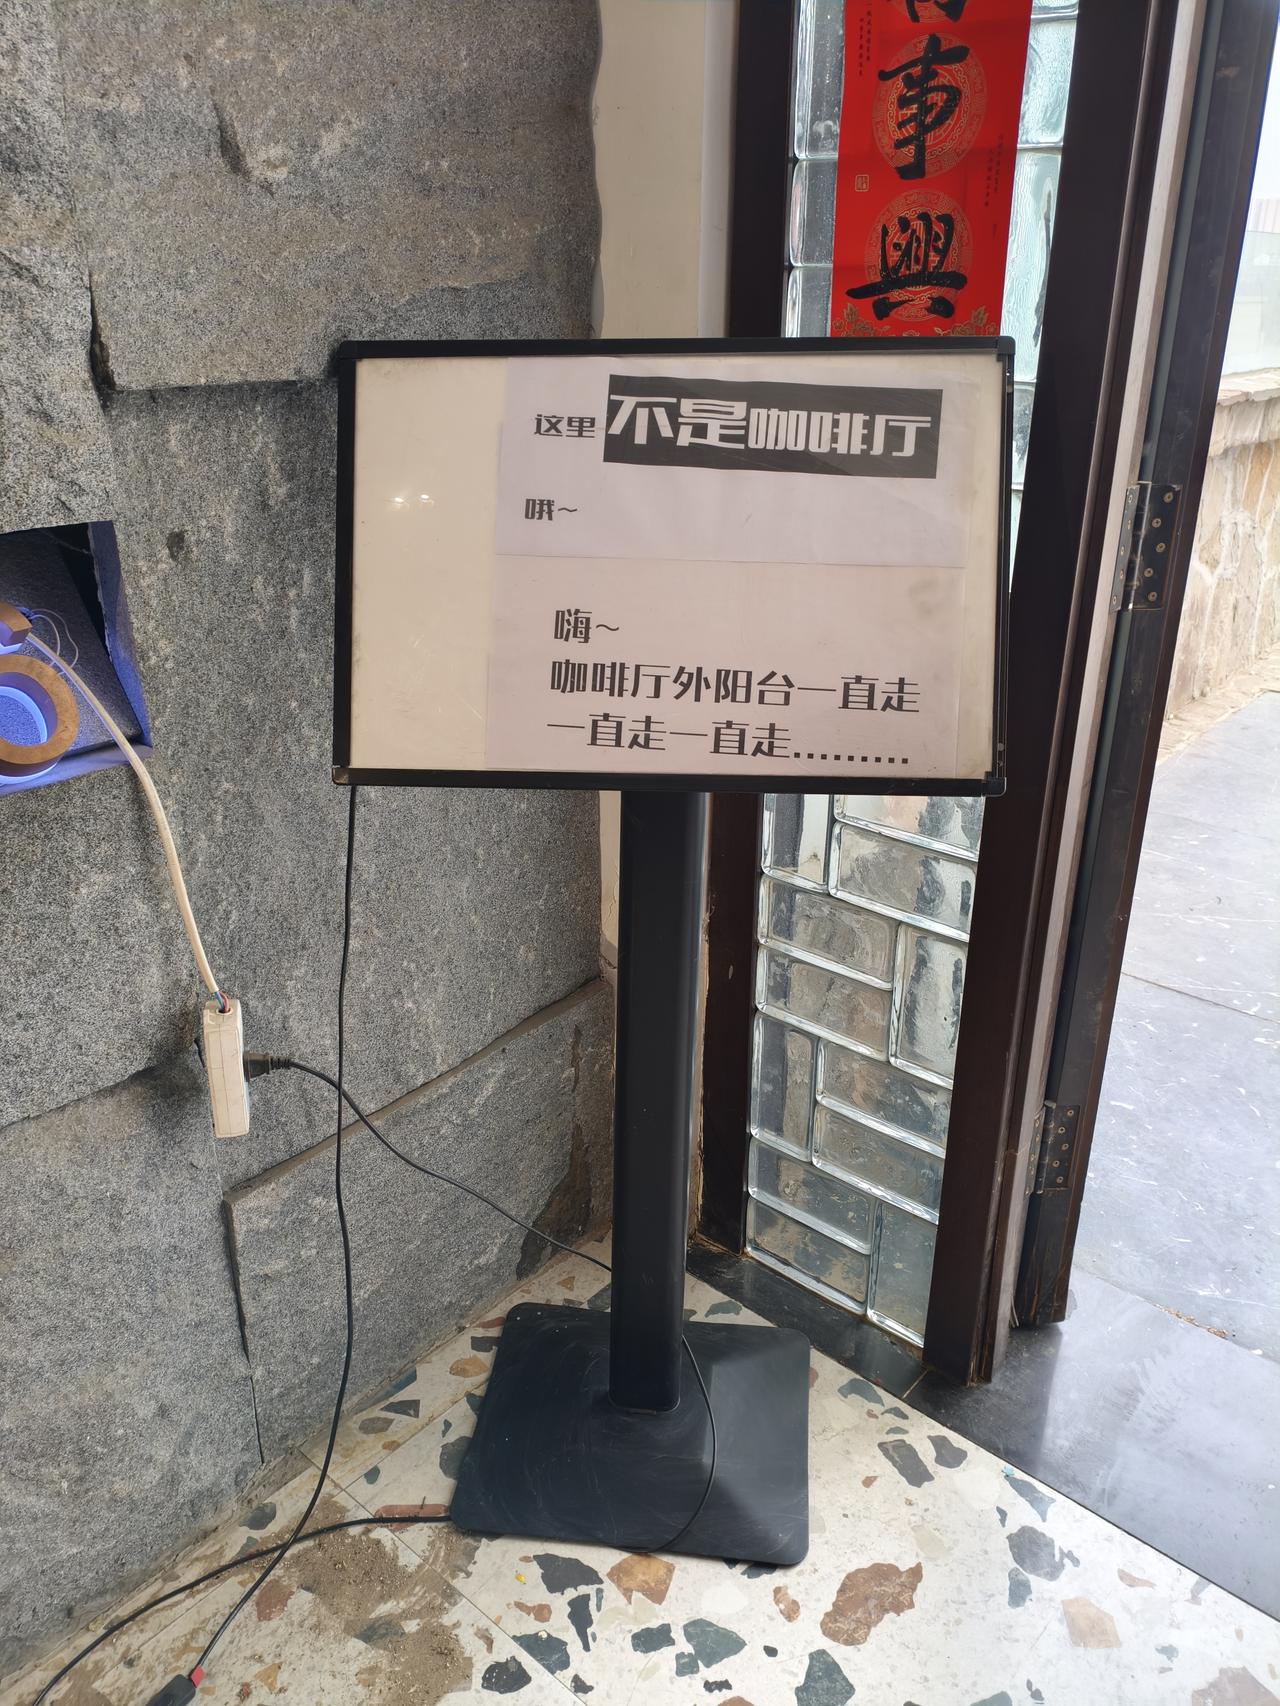 事
興
这里不是咖啡厅
哦~
嗨~
咖啡厅外阳台一直走
一直走一直走.........